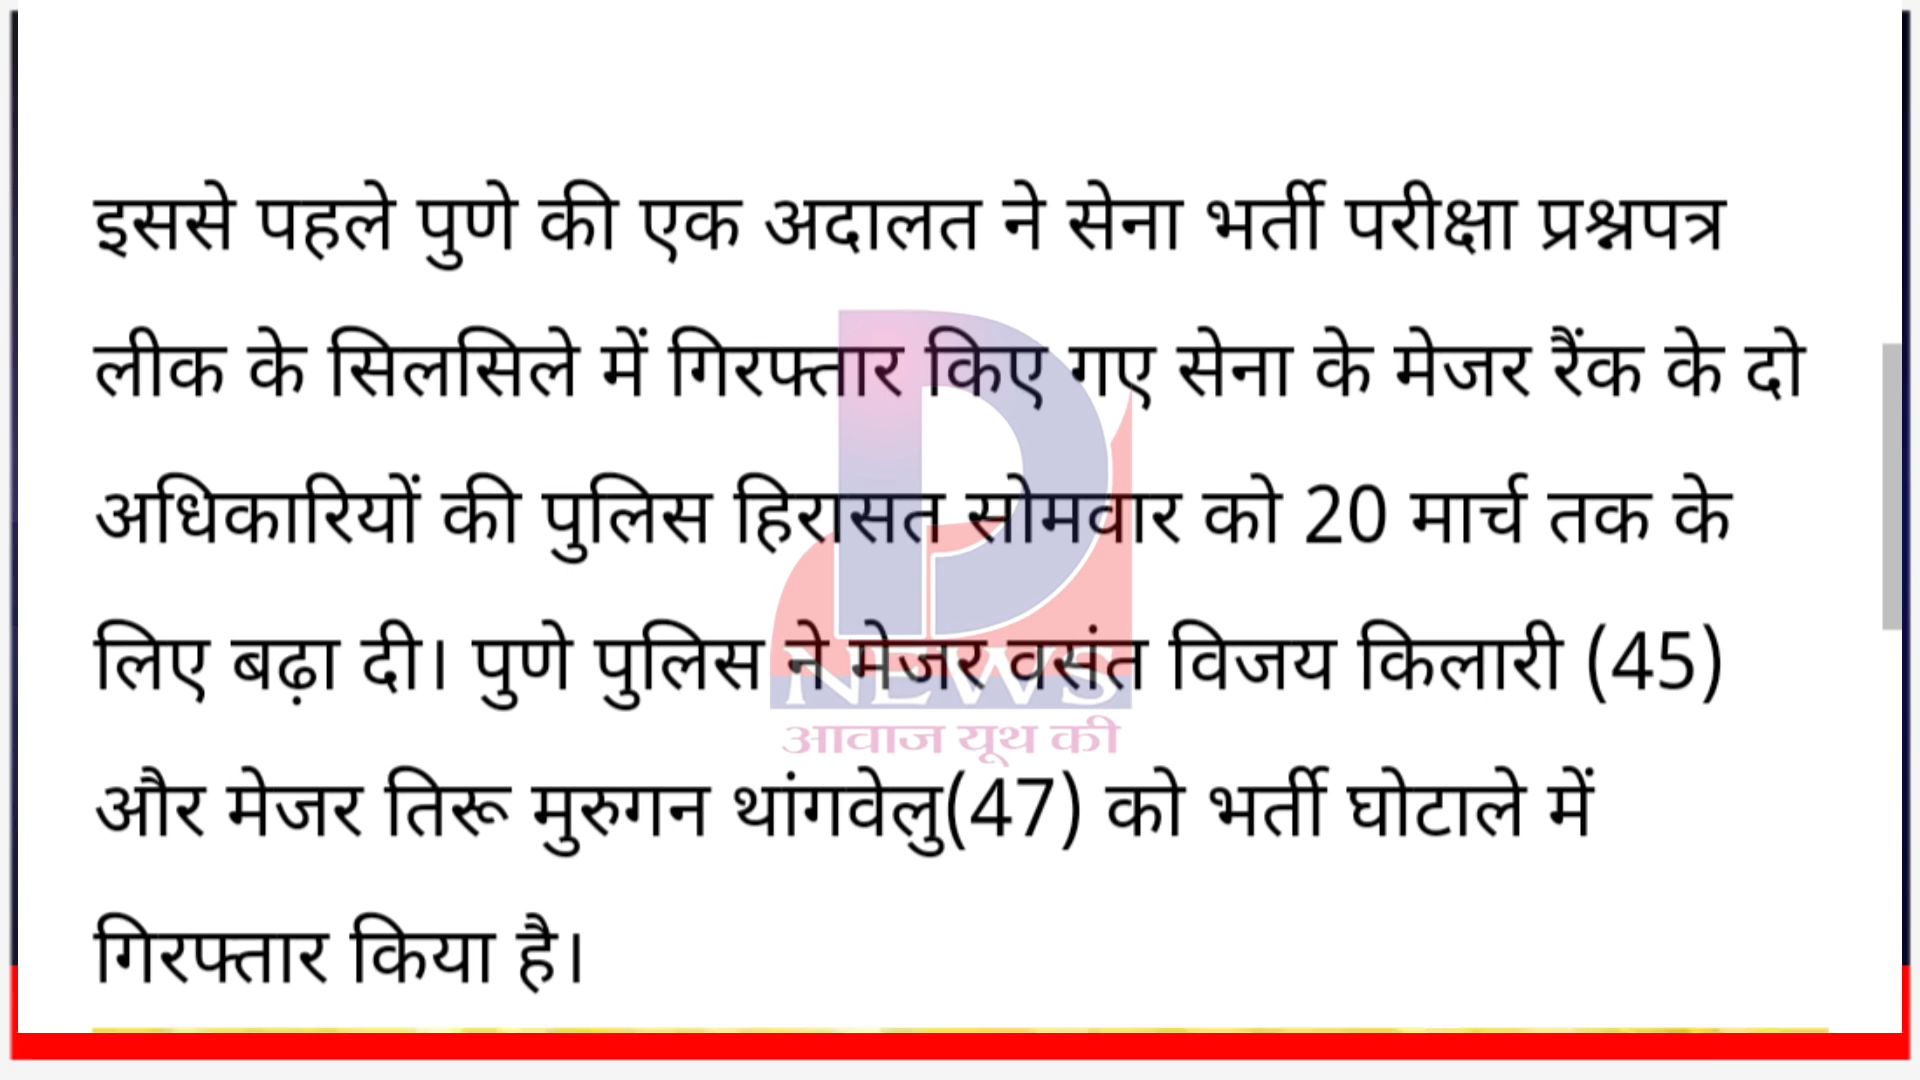 इससे पहले पुणे की एक अदालत ने सेना भर्ती परीक्षा प्रश्नपत्र
लीक के सिलसिले में गिरफ्तार किए गए सेना के मेजर रैंक के दो
अधिकारियों की पुलिस हिरासत सोमवार को 20 मार्च तक के
लिए बढ़ा दी। पुणे पुलिस ने मेजर वसंत विजय किलारी (45)
और मेजर तिरू मुरुगन थांगवेलु(47) को भर्ती घोटाले में
गिरफ्तार किया है।
D
NEWS
आवाज यूथ की